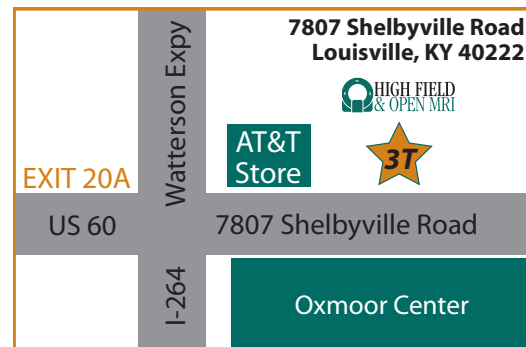 7807 Shelbyville Road
Louisville, KY 40222
Watterson Expy
HIGH FIELD
& OPEN MRI
AT&T
Store
3T
EXIT 20A
US 60
7807 Shelbyville Road
I-264
Oxmoor Center